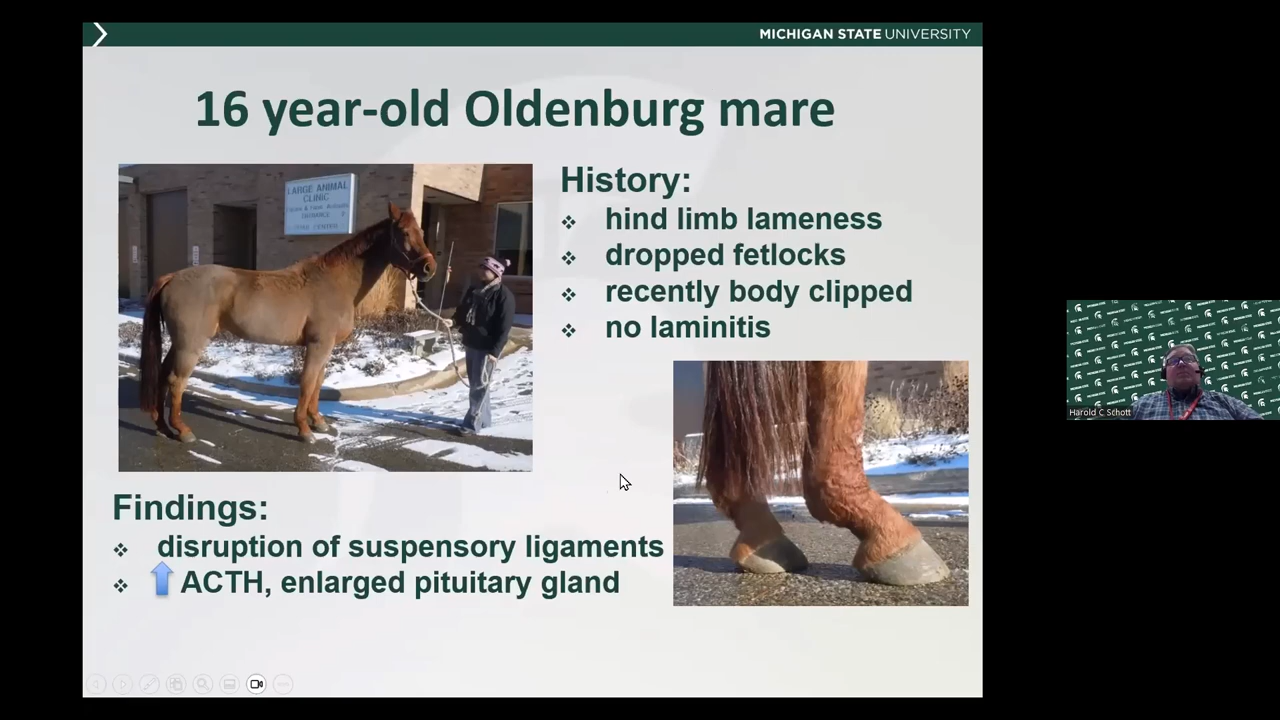 MICHIGAN STATE UNIVERSITY
16 year-old Oldenburg mare
LARGE ANIMAL
CLINIC
History:
❖ hind limb lameness
❖ dropped fetlocks
❖ recently body clipped
❖ no laminitis
Findings:
❖ disruption of suspensory ligaments
❖ ACTH, enlarged pituitary gland
Harold C Schott